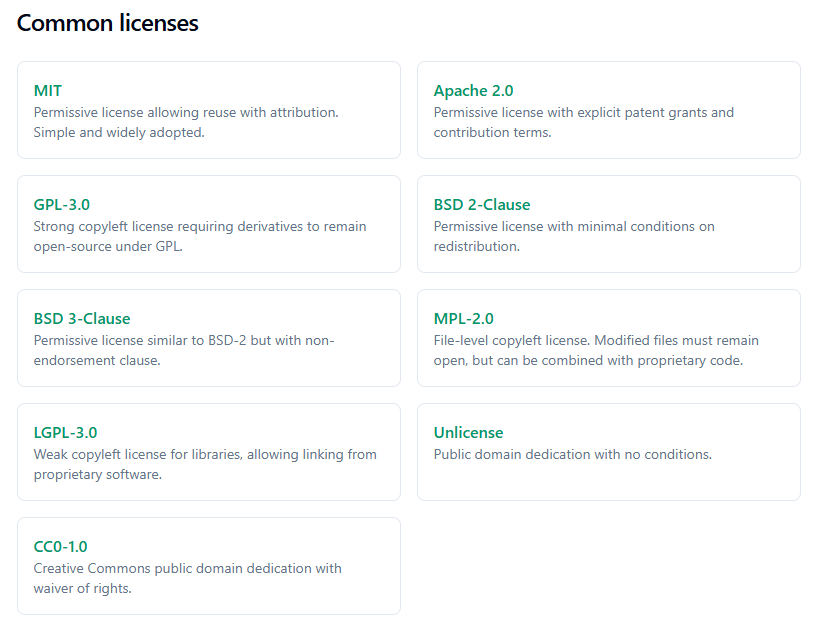 Common licenses
MIT
Permissive license allowing reuse with attribution.
Simple and widely adopted.
Apache 2.0
Permissive license with explicit patent grants and
contribution terms.
GPL-3.0
Strong copyleft license requiring derivatives to remain
open-source under GPL.
BSD 2-Clause
Permissive license with minimal conditions on
redistribution.
BSD 3-Clause
Permissive license similar to BSD-2 but with non-
endorsement clause.
MPL-2.0
File-level copyleft license. Modified files must remain
open, but can be combined with proprietary code.
LGPL-3.0
Weak copyleft license for libraries, allowing linking from
proprietary software.
Unlicense
Public domain dedication with no conditions.
CC0-1.0
Creative Commons public domain dedication with
waiver of rights.